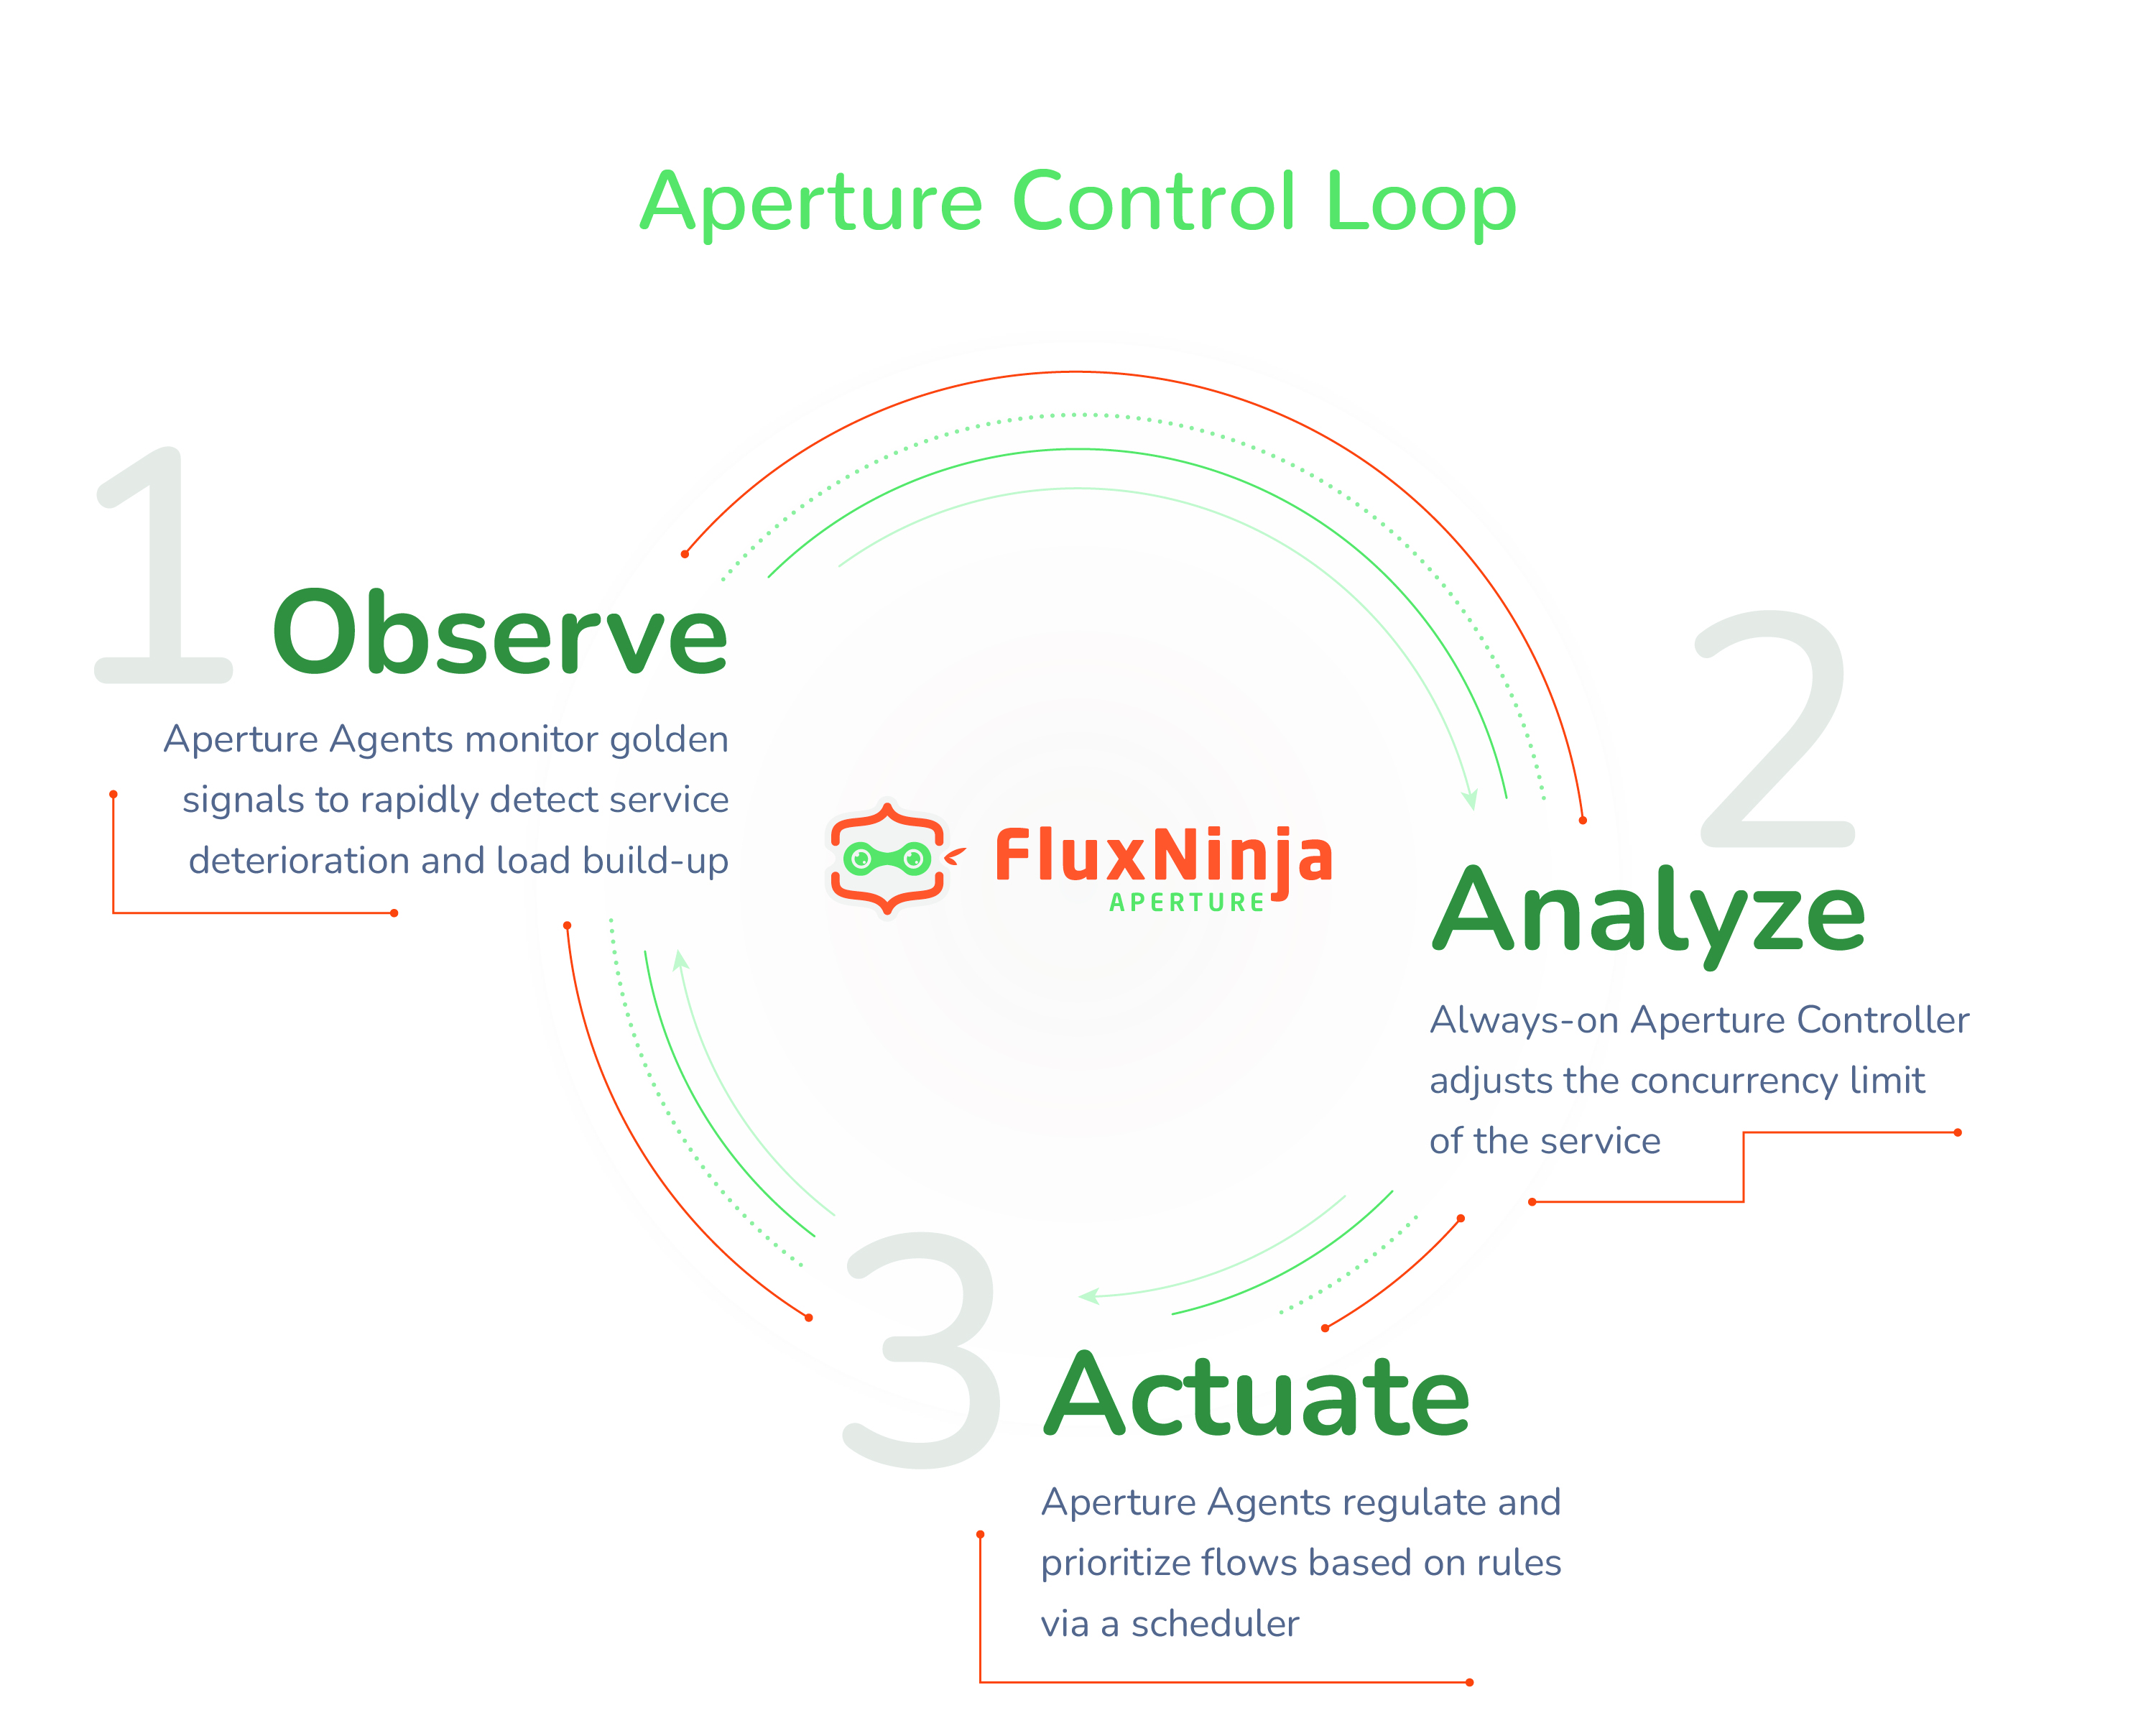 Aperture Control Loop
1
Observe
Aperture Agents monitor golden
signals to rapidly detect service
deterioration and load build-up
FluxNinja
APERTURE
2
Analyze
Always-on Aperture Controller
adjusts the concurrency limit
of the service
3
Actuate
Aperture Agents regulate and
prioritize flows based on rules
via a scheduler